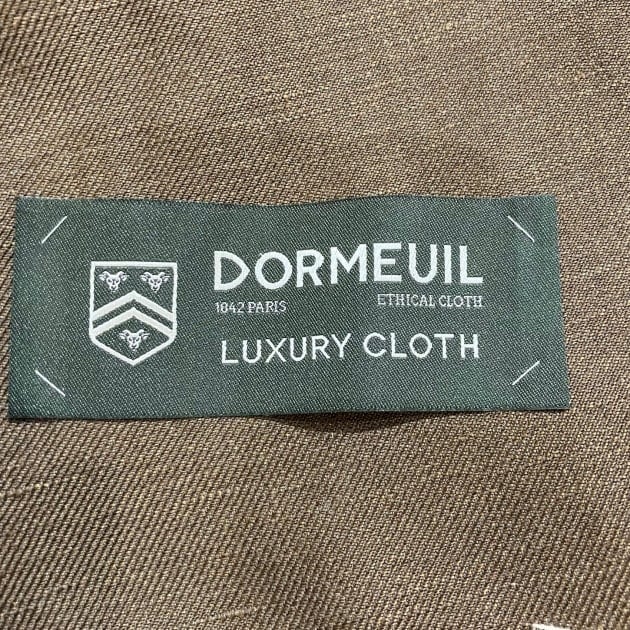 DORMEUIL
1842 PARIS ETHICAL CLOTH
LUXURY CLOTH